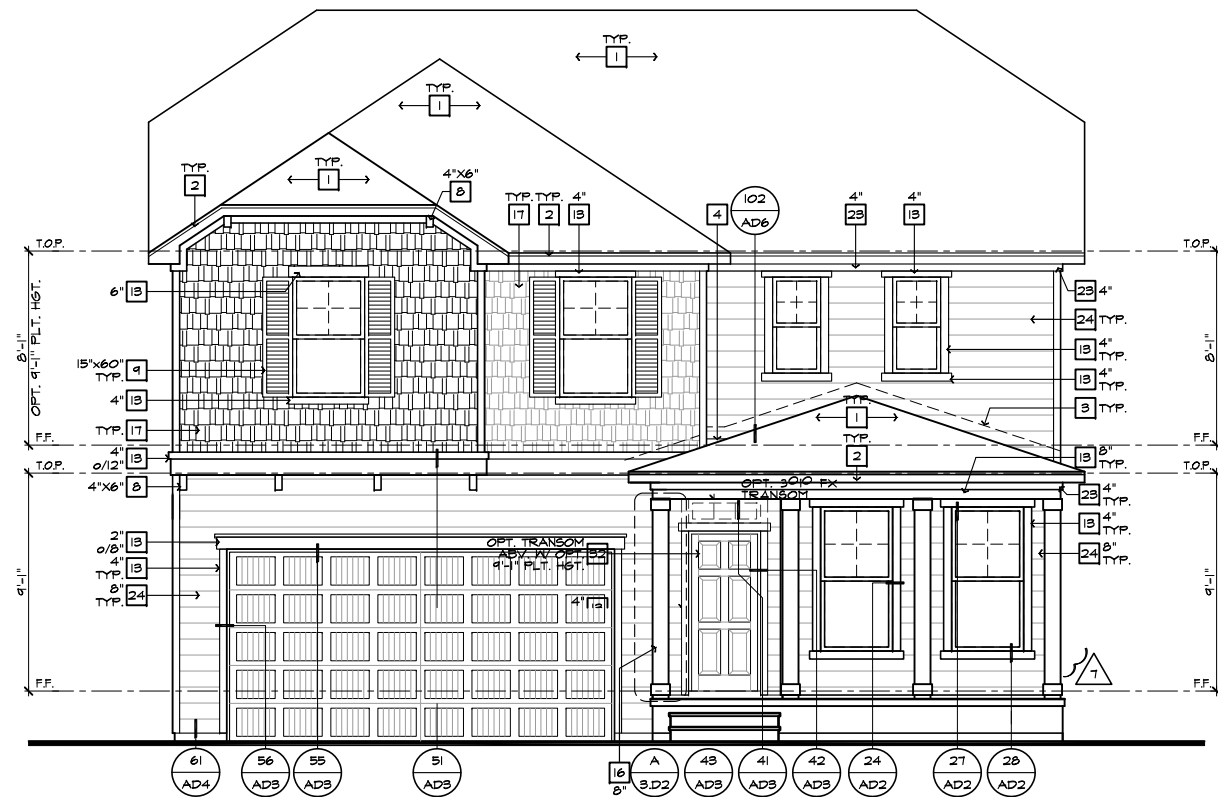 TYP.
1
TYP.
1
TYP.
1
TYP.
2
4"X6"
8
TYP.
17
TYP.
2
4"
13
4
102
AD6
4"
23
4"
13
T.O.P.
T.O.P.
8'-1"
OPT. 9'-1" PLT. HGT.
6" 13
15"x60"
TYP. 9
4" 13
TYP. 17
23 4"
24 TYP.
13 4"
TYP.
13 4"
TYP.
3 TYP.
8'-1"
TYP.
1
TYP.
2
F.F.
F.F.
4"
0/12" 13
T.O.P.
T.O.P.
13 8"
TYP.
4"X6" 8
OPT. 3010 FX
TRANSOM
23 4"
TYP.
13 4"
TYP.
24 8"
TYP.
2"
0/8" 13
4"
TYP. 13
8"
TYP. 24
OPT. TRANSOM
ABV. W/ OPT.
9'-1" PLT. HGT.
32
4"
9'-1"
9'-1"
F.F.
F.F.
7
61
AD4
56
AD3
55
AD3
51
AD3
16
8"
A
3.D2
43
AD3
41
AD3
42
AD3
24
AD2
27
AD2
28
AD2